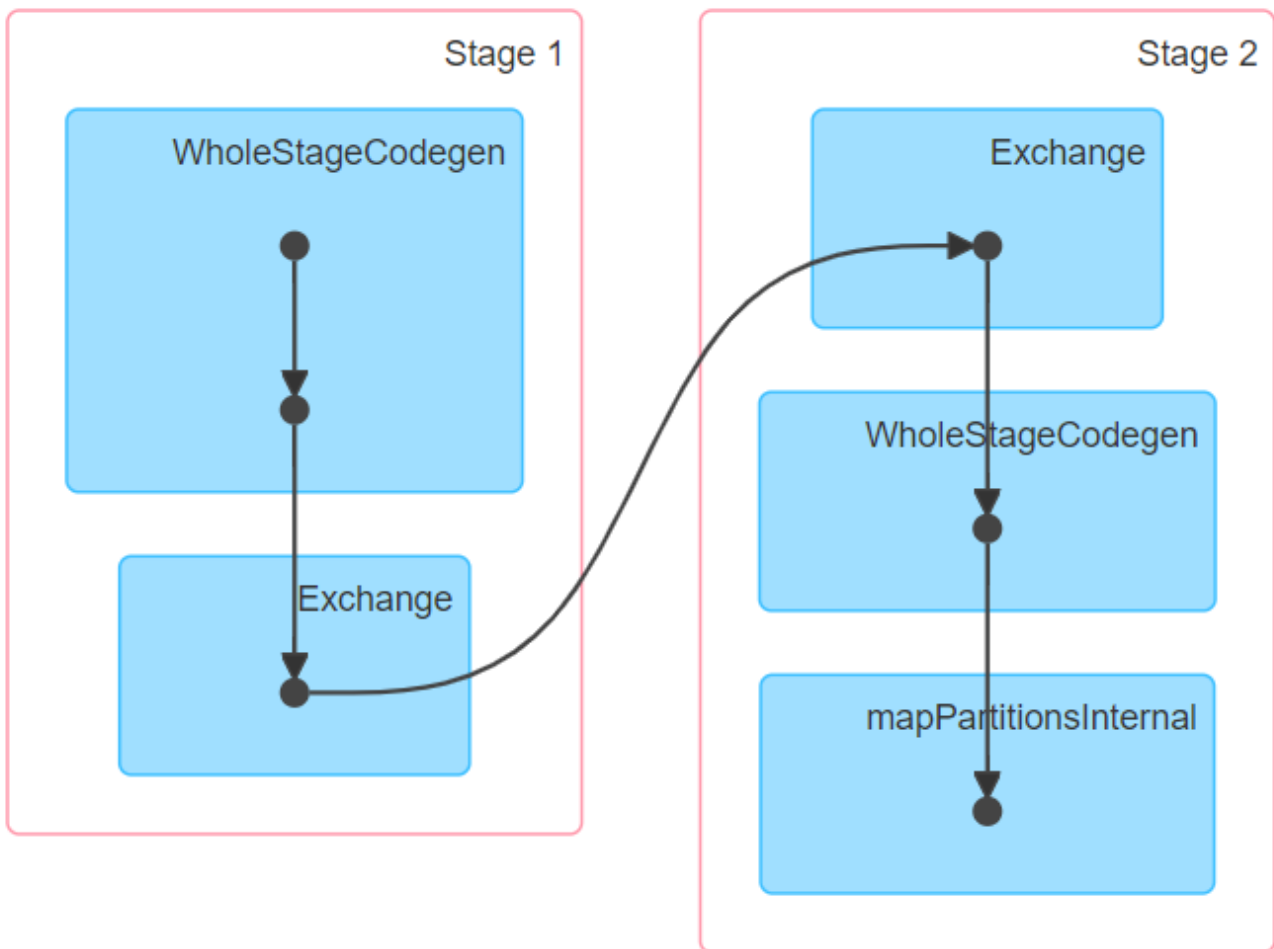 Stage 1
WholeStageCodegen
Exchange
Stage 2
Exchange
WholeStageCodegen
mapPartitionsInternal